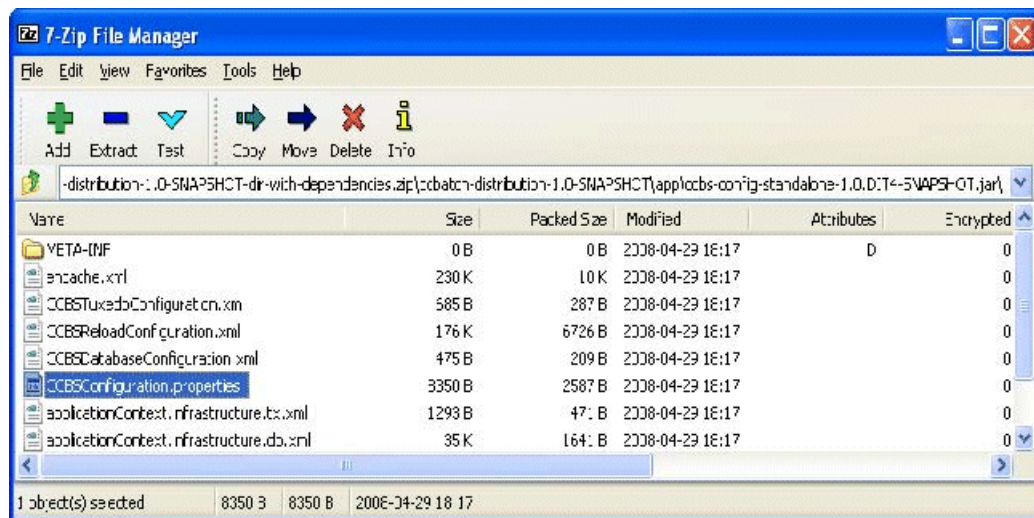 7-Zip File Manager
File Edit View Favorites Tools Help
Add Extract Test Copy Move Delete Info
-distribution-1.0-SNAPSHOT-dir-with-dependencies.zip\ccbatch-distribution-1.0-SNAPSHOT\app\ccbs-config-standalone-1.0.DIT4-SNAPSHOT.jar\
Name Size Packed Size Modified Attributes Encrypted
META-INF 0 B 0 B 2008-04-29 18:17 D 0
ehcache.xml 230 K 10 K 2008-04-29 18:17 0
CCBSTuxedoConfiguration.xm 585 B 287 B 2008-04-29 18:17 0
CCBSReloadConfiguration.xml 176 K 6726 B 2008-04-29 18:17 0
CCBSDatabaseConfiguration.xml 475 B 209 B 2008-04-29 18:17 0
CCBSConfiguration.properties 8350 B 2587 B 2008-04-29 18:17 0
applicationContext.infrastructure.tx.xml 1293 B 471 B 2008-04-29 18:17 0
applicationContext.infrastructure.db.xml 35 K 1641 B 2008-04-29 18:17 0
1 object(s) selected 8350 B 8350 B 2008-04-29 18:17